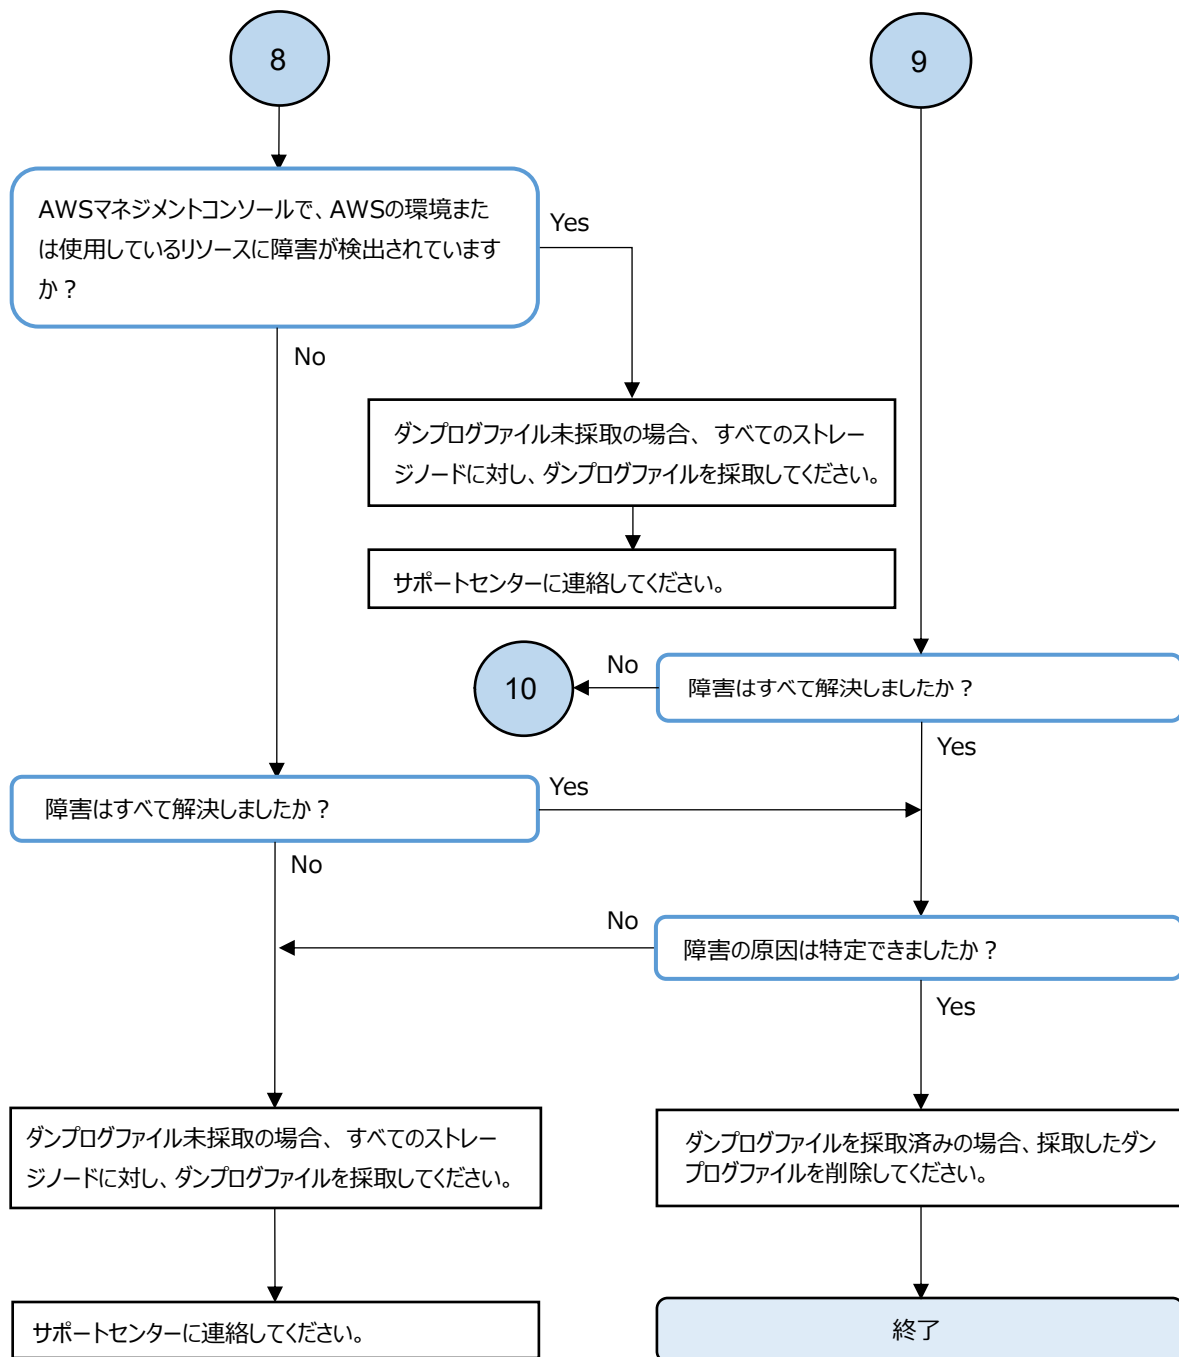 8
9
AWSマネジメントコンソールで、AWSの環境また
は使用しているリソースに障害が検出されています
か？
Yes
No
ダンプログファイル未採取の場合、すべてのストレー
ジノードに対し、ダンプログファイルを採取してください。
サポートセンターに連絡してください。
10
No
障害はすべて解決しましたか？
Yes
障害はすべて解決しましたか？
Yes
No
No
障害の原因は特定できましたか？
Yes
ダンプログファイル未採取の場合、すべてのストレー
ジノードに対し、ダンプログファイルを採取してください。
ダンプログファイルを採取済みの場合、採取したダン
プログファイルを削除してください。
サポートセンターに連絡してください。
終了